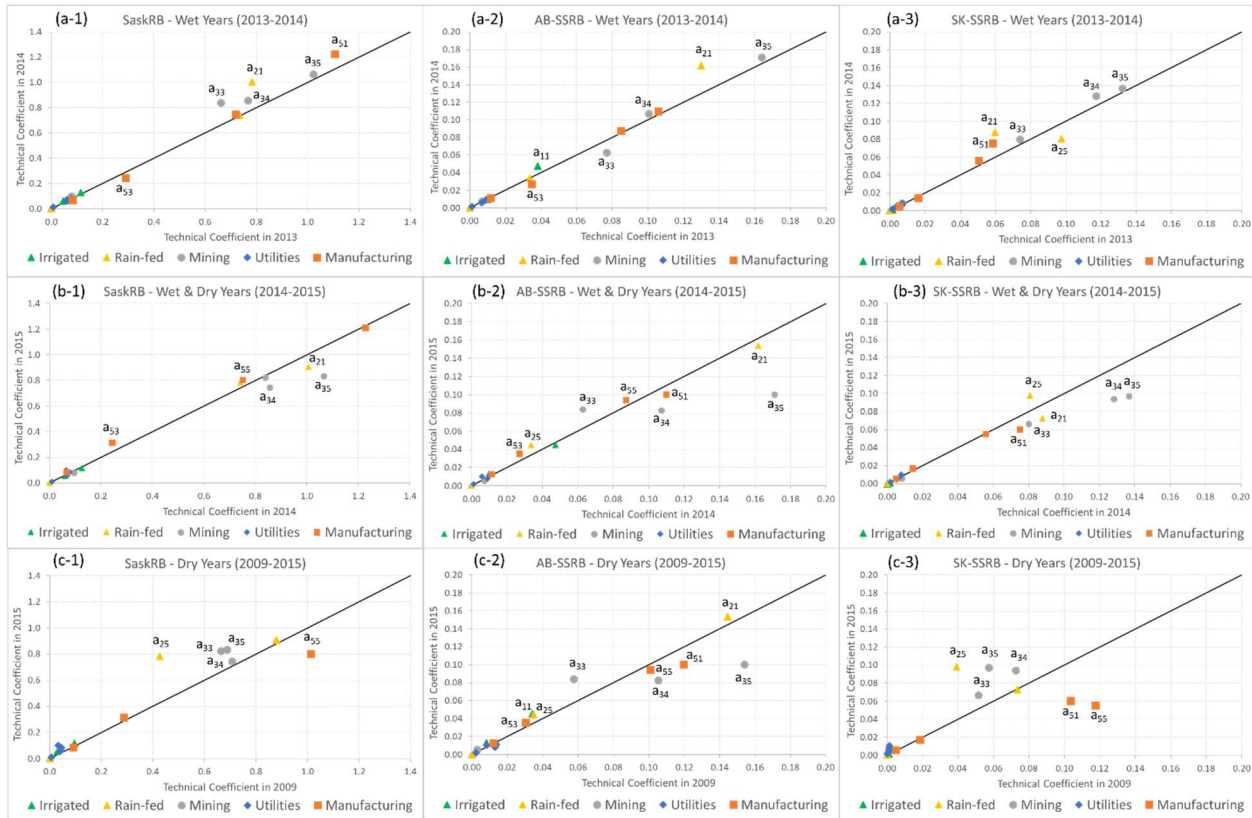 (a-1) SaskRB - Wet Years (2013-2014)
Technical Coefficient in 2014
1.4
1.2
1.0
0.8
0.6
0.4
0.2
0.0
a51
a35
a21
a33
a34
a53
0.0 0.2 0.4 0.6 0.8 1.0 1.2 1.4
Technical Coefficient in 2013
Irrigated Rain-fed Mining Utilities Manufacturing
(a-2) AB-SSRB - Wet Years (2013-2014)
Technical Coefficient in 2014
0.20
0.18
0.16
0.14
0.12
0.10
0.08
0.06
0.04
0.02
0.00
a35
a21
a34
a33
a11
a53
0.00 0.02 0.04 0.06 0.08 0.10 0.12 0.14 0.16 0.18 0.20
Technical Coefficient in 2013
Irrigated Rain-fed Mining Utilities Manufacturing
(a-3) SK-SSRB - Wet Years (2013-2014)
Technical Coefficient in 2014
0.20
0.18
0.16
0.14
0.12
0.10
0.08
0.06
0.04
0.02
0.00
a35
a34
a21
a33
a51
a25
0.00 0.02 0.04 0.06 0.08 0.10 0.12 0.14 0.16 0.18 0.20
Technical Coefficient in 2013
Irrigated Rain-fed Mining Utilities Manufacturing
(b-1) SaskRB - Wet & Dry Years (2014-2015)
Technical Coefficient in 2015
1.4
1.2
1.0
0.8
0.6
0.4
0.2
0.0
a55
a21
a35
a34
a53
0.0 0.2 0.4 0.6 0.8 1.0 1.2 1.4
Technical Coefficient in 2014
Irrigated Rain-fed Mining Utilities Manufacturing
(b-2) AB-SSRB - Wet & Dry Years (2014-2015)
Technical Coefficient in 2015
0.20
0.18
0.16
0.14
0.12
0.10
0.08
0.06
0.04
0.02
0.00
a21
a55
a33
a51
a35
a34
a25
a53
0.00 0.02 0.04 0.06 0.08 0.10 0.12 0.14 0.16 0.18 0.20
Technical Coefficient in 2014
Irrigated Rain-fed Mining Utilities Manufacturing
(b-3) SK-SSRB - Wet & Dry Years (2014-2015)
Technical Coefficient in 2015
0.20
0.18
0.16
0.14
0.12
0.10
0.08
0.06
0.04
0.02
0.00
a25
a34
a35
a21
a51
a33
0.00 0.02 0.04 0.06 0.08 0.10 0.12 0.14 0.16 0.18 0.20
Technical Coefficient in 2014
Irrigated Rain-fed Mining Utilities Manufacturing
(c-1) SaskRB - Dry Years (2009-2015)
Technical Coefficient in 2015
1.4
1.2
1.0
0.8
0.6
0.4
0.2
0.0
a25
a33
a35
a34
a55
0.0 0.2 0.4 0.6 0.8 1.0 1.2 1.4
Technical Coefficient in 2009
Irrigated Rain-fed Mining Utilities Manufacturing
(c-2) AB-SSRB - Dry Years (2009-2015)
Technical Coefficient in 2015
0.20
0.18
0.16
0.14
0.12
0.10
0.08
0.06
0.04
0.02
0.00
a21
a33
a51
a55
a35
a34
a11
a25
a53
0.00 0.02 0.04 0.06 0.08 0.10 0.12 0.14 0.16 0.18 0.20
Technical Coefficient in 2009
Irrigated Rain-fed Mining Utilities Manufacturing
(c-3) SK-SSRB - Dry Years (2009-2015)
Technical Coefficient in 2015
0.20
0.18
0.16
0.14
0.12
0.10
0.08
0.06
0.04
0.02
0.00
a25
a35
a34
a33
a51
a55
0.00 0.02 0.04 0.06 0.08 0.10 0.12 0.14 0.16 0.18 0.20
Technical Coefficient in 2009
Irrigated Rain-fed Mining Utilities Manufacturing